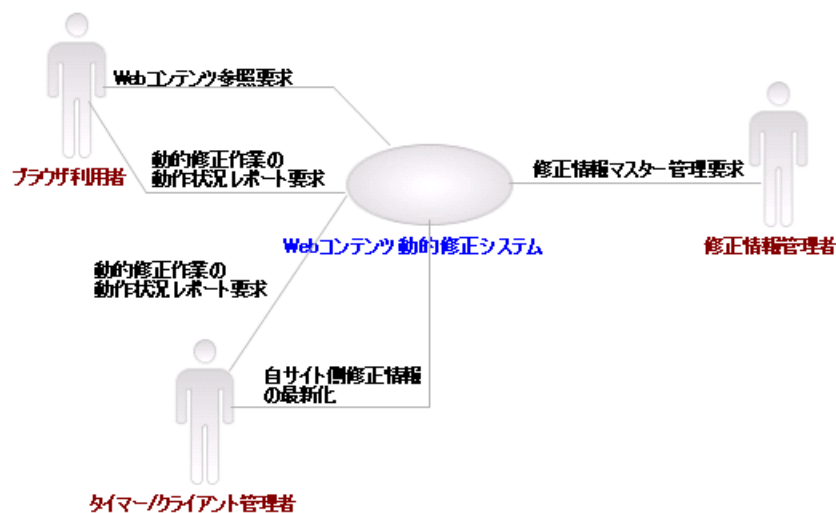 Webコンテンツ参照要求
動的修正作業の
動作状況レポート要求
ブラウザ利用者
修正情報マスター管理要求
Webコンテンツ動的修正システム
修正情報管理者
動的修正作業の
動作状況レポート要求
自サイト側修正情報
の最新化
タイマー/クライアント管理者